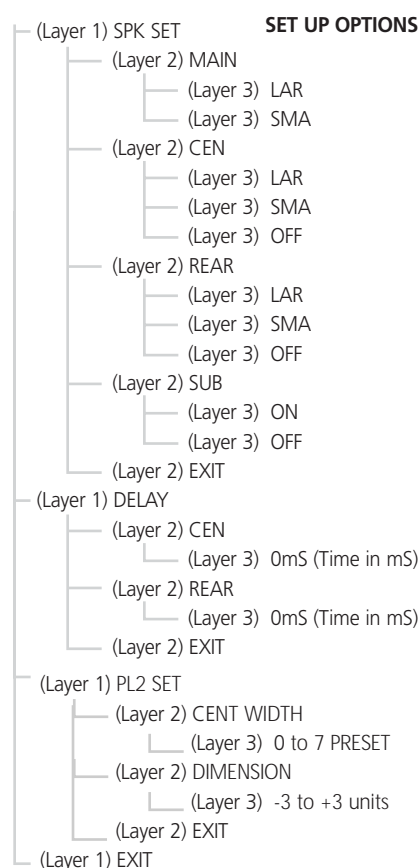 SET UP OPTIONS
(Layer 1) SPK SET
(Layer 2) MAIN
(Layer 3) LAR
(Layer 3) SMA
(Layer 2) CEN
(Layer 3) LAR
(Layer 3) SMA
(Layer 3) OFF
(Layer 2) REAR
(Layer 3) LAR
(Layer 3) SMA
(Layer 3) OFF
(Layer 2) SUB
(Layer 3) ON
(Layer 3) OFF
(Layer 2) EXIT
(Layer 1) DELAY
(Layer 2) CEN
(Layer 3) 0mS (Time in mS)
(Layer 2) REAR
(Layer 3) 0mS (Time in mS)
(Layer 2) EXIT
(Layer 1) PL2 SET
(Layer 2) CENT WIDTH
(Layer 3) 0 to 7 PRESET
(Layer 2) DIMENSION
(Layer 3) -3 to +3 units
(Layer 2) EXIT
(Layer 1) EXIT